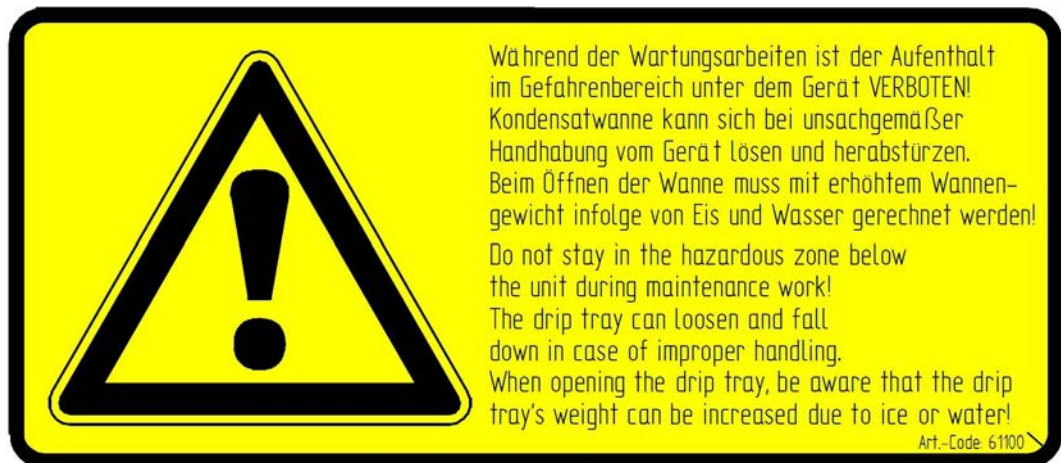 Während der Wartungsarbeiten ist der Aufenthalt
im Gefahrenbereich unter dem Gerät VERBOTEN!
Kondensatwanne kann sich bei unsachgemäßer
Handhabung vom Gerät lösen und herabstürzen.
Beim Öffnen der Wanne muss mit erhöhtem Wannen-
gewicht infolge von Eis und Wasser gerechnet werden!
Do not stay in the hazardous zone below
the unit during maintenance work!
The drip tray can loosen and fall
down in case of improper handling.
When opening the drip tray, be aware that the drip
tray's weight can be increased due to ice or water!
Art.-Code: 61100